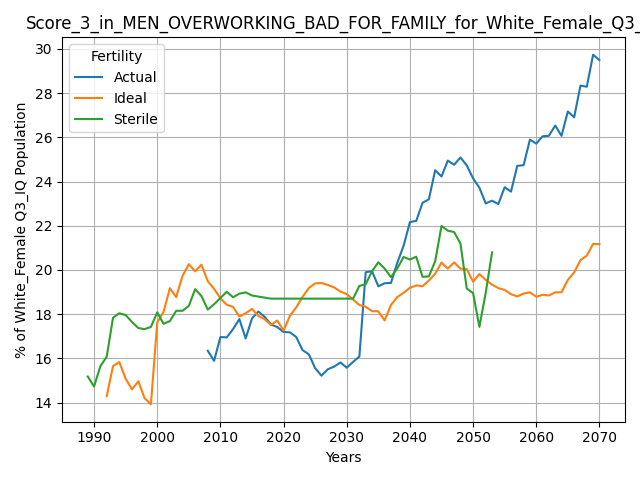 Score_3_in_MEN_OVERWORKING_BAD_FOR_FAMILY_for_White_Female_Q3_
Fertility
Actual
Ideal
Sterile
% of White_Female Q3_IQ Population
30
28
26
24
22
20
18
16
14
1990 2000 2010 2020 2030 2040 2050 2060 2070
Years